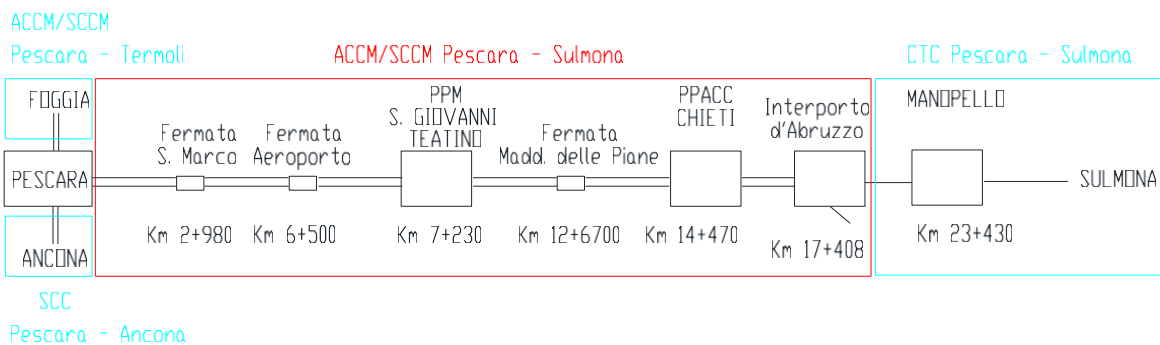 ACCM/SCCM
Pescara - Termoli
ACCM/SCCM Pescara - Sulmona
CTC Pescara - Sulmona
FOGGIA
PESCARA
ANCONA
Fermata
S. Marco
Km 2+980
Fermata
Aeroporto
Km 6+500
PPM
S. GIOVANNI
TEATINO
Km 7+230
Fermata
Madd. delle Piane
Km 12+6700
PPACC
CHIETI
Km 14+470
Interporto
d'Abruzzo
Km 17+408
MANOPELLO
Km 23+430
SULMONA
SCC
Pescara - Ancona